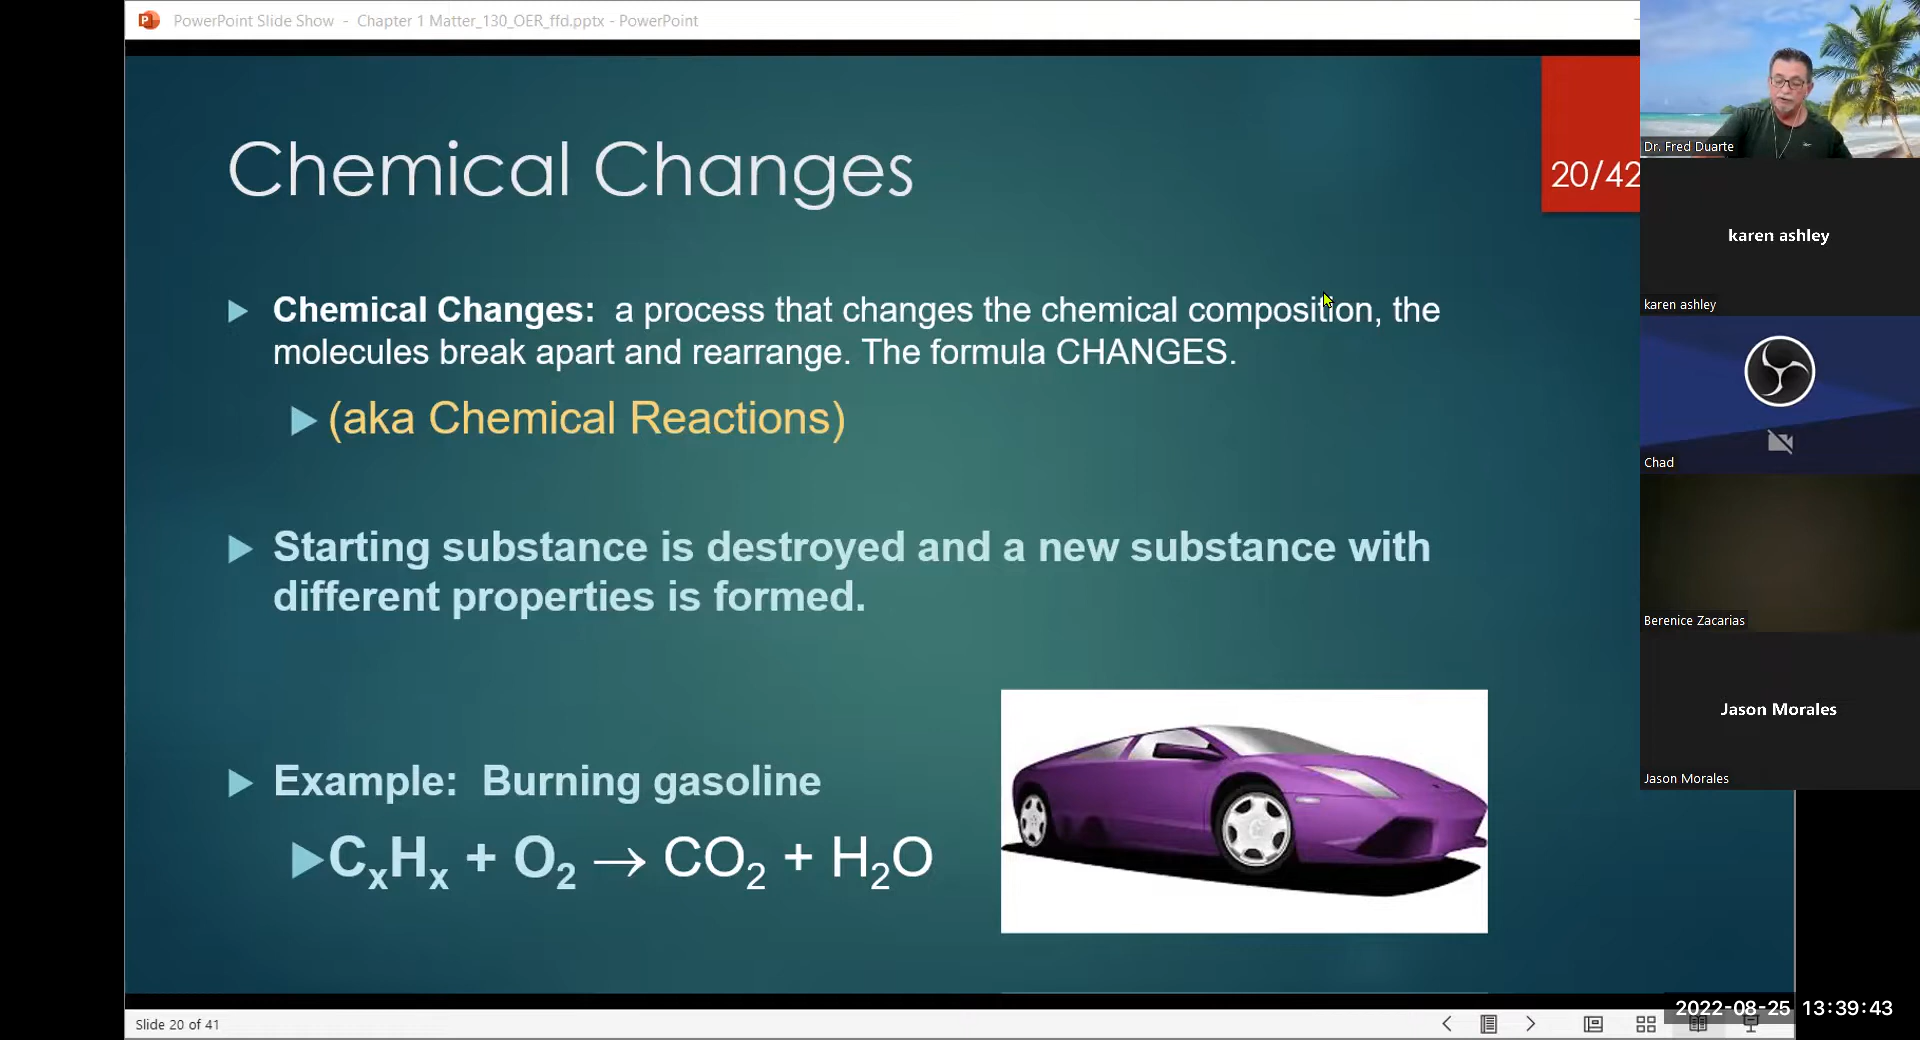 PowerPoint Slide Show - Chapter 1 Matter_130_OER_ffd.pptx - PowerPoint
Chemical Changes
20/42
Chemical Changes: a process that changes the chemical composition, the
molecules break apart and rearrange. The formula CHANGES.
(aka Chemical Reactions)
Starting substance is destroyed and a new substance with
different properties is formed.
Example: Burning gasoline
CₓHₓ + O₂ → CO₂ + H₂O
Slide 20 of 41
Dr. Fred Duarte
karen ashley
karen ashley
Chad
Berenice Zacarias
Jason Morales
Jason Morales
2022-08-25 13:39:43